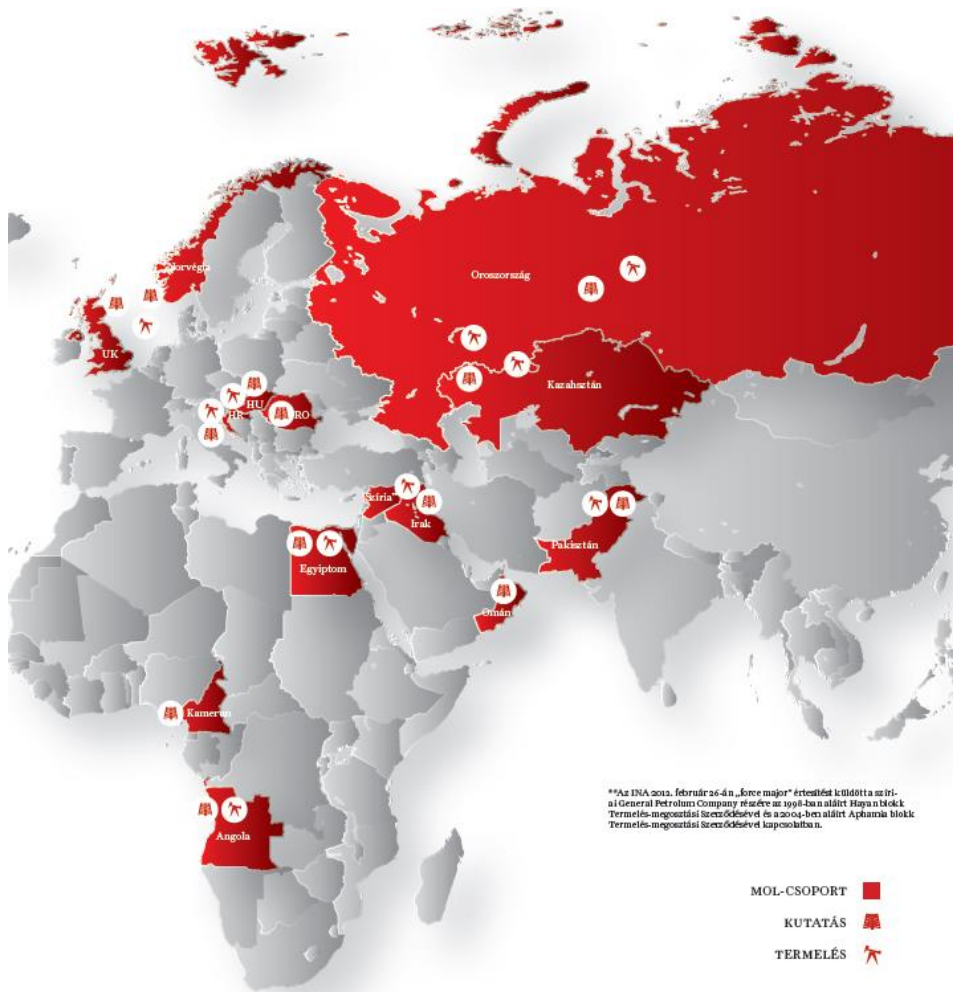 Norvégia
Oroszország
UK
Kazahsztán
HU
HR
RO
Szíria**
Irak
Pakisztán
Egyiptom
Omán
Kamerun
Angola
**Az INA 2012. február 26-án „force major” értesítést küldött a szíri-
ai General Petrolum Company részére az 1998-ban aláírt Hayan blokk
Termelés-megosztási Szerződésével és a 2004-ben aláírt Aphamia blokk
Termelés-megosztási Szerződésével kapcsolatban.
MOL-CSOPORT
KUTATÁS
TERMELÉS